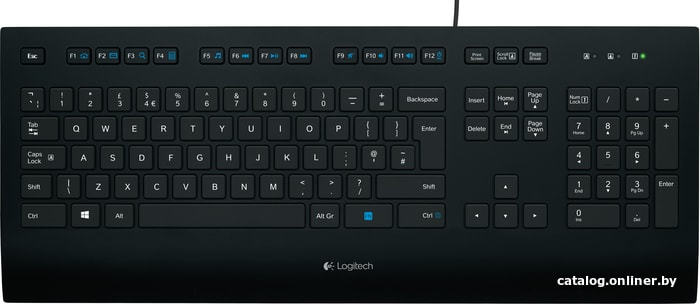 Esc F1 F2 F3 F4 F5 F6 F7 F8 F9 F10 F11 F12 Print Screen Scroll Lock Pause Break
! 1 " 2 £ 3 $ 4 € % 5 ^ 6 & 7 * 8 ( 9 ) 0 — + = Backspace Insert Home Page Up Num Lock / * −
Tab Q W E R T Y U I O P { [ } ] Enter Delete End Page Down 7 Home 8 9 Pg Up +
Caps Lock A S D F G H J K L : ; @ ' ~ # 4 5 6
Shift | \ Z X C V B N M < , > . ? / Shift 1 End 2 3 Pg Dn Enter
Ctrl Alt Alt Gr Ctrl 0 Ins . Del
Logitech
catalog.onliner.by